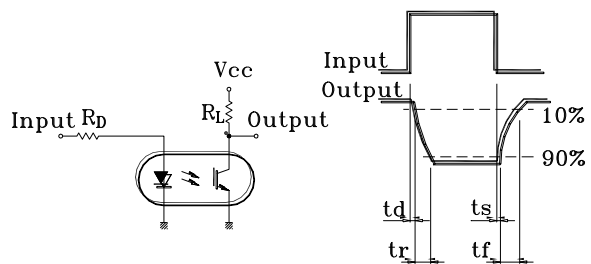 Vcc
Input RD
RL Output
Input
Output
10%
90%
td
ts
tr
tf